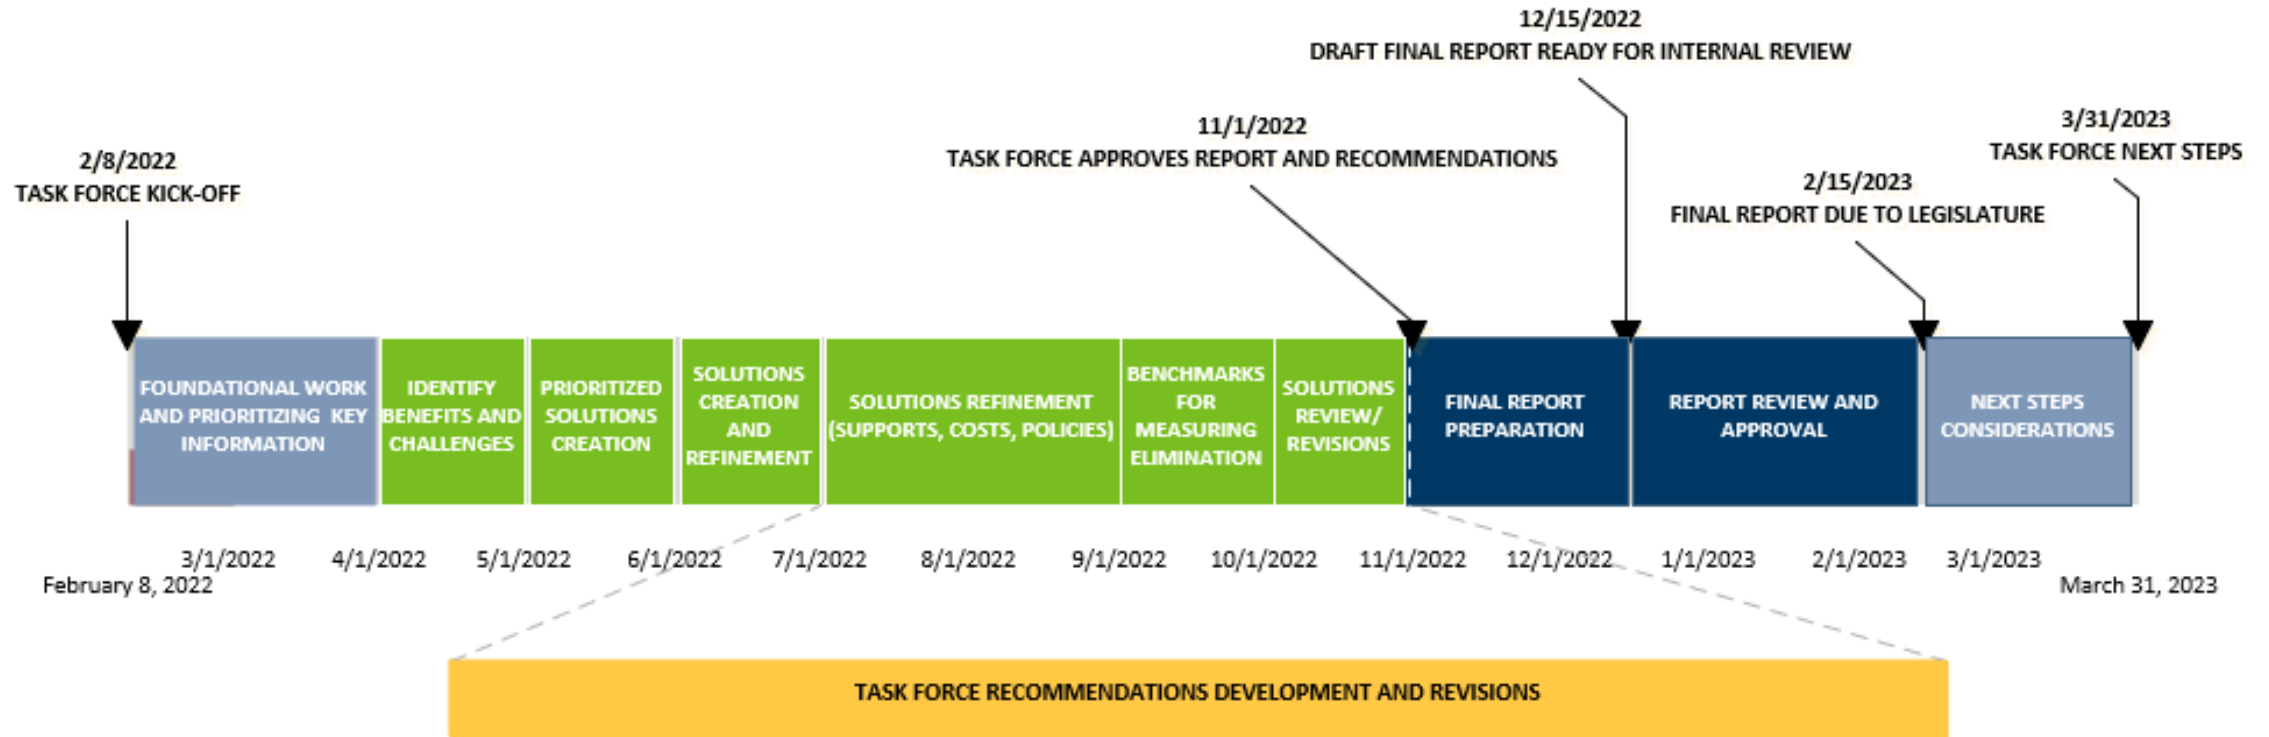 12/15/2022
DRAFT FINAL REPORT READY FOR INTERNAL REVIEW
11/1/2022
TASK FORCE APPROVES REPORT AND RECOMMENDATIONS
3/31/2023
TASK FORCE NEXT STEPS
2/8/2022
TASK FORCE KICK-OFF
2/15/2023
FINAL REPORT DUE TO LEGISLATURE
FOUNDATIONAL WORK
AND PRIORITIZING KEY
INFORMATION
IDENTIFY
BENEFITS AND
CHALLENGES
PRIORITIZED
SOLUTIONS
CREATION
SOLUTIONS
CREATION
AND
REFINEMENT
SOLUTIONS REFINEMENT
(SUPPORTS, COSTS, POLICIES)
BENCHMARKS
FOR
MEASURING
ELIMINATION
SOLUTIONS
REVIEW/
REVISIONS
FINAL REPORT
PREPARATION
REPORT REVIEW AND
APPROVAL
NEXT STEPS
CONSIDERATIONS
3/1/2022
4/1/2022
5/1/2022
6/1/2022
7/1/2022
8/1/2022
9/1/2022
10/1/2022
11/1/2022
12/1/2022
1/1/2023
2/1/2023
3/1/2023
February 8, 2022
March 31, 2023
TASK FORCE RECOMMENDATIONS DEVELOPMENT AND REVISIONS